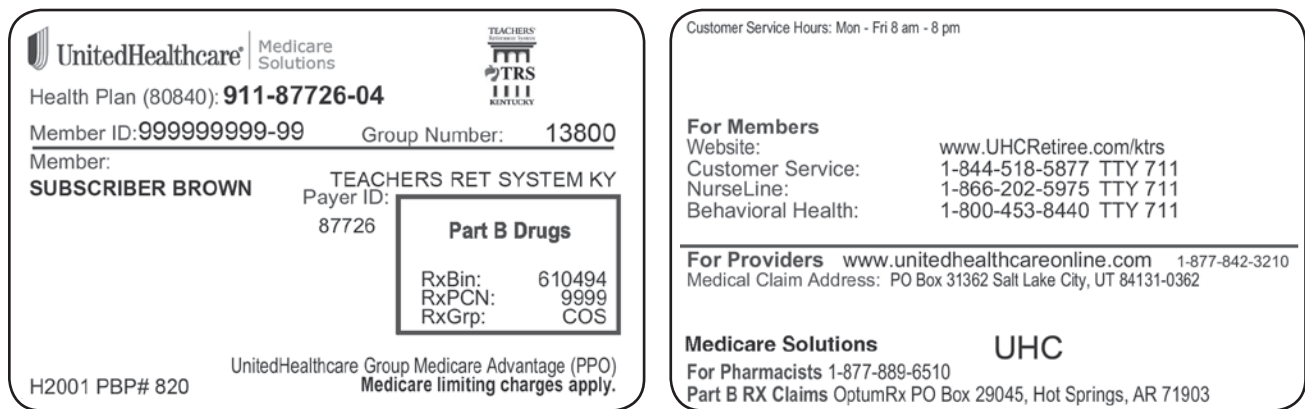 UnitedHealthcare® Medicare Solutions
TEACHERS'
Retirement System
TRS
KENTUCKY
Health Plan (80840): 911-87726-04
Member ID:999999999-99 Group Number: 13800
Member:
SUBSCRIBER BROWN
TEACHERS RET SYSTEM KY
Payer ID:
87726
Part B Drugs
RxBin: 610494
RxPCN: 9999
RxGrp: COS
UnitedHealthcare Group Medicare Advantage (PPO)
H2001 PBP# 820 Medicare limiting charges apply.
Customer Service Hours: Mon - Fri 8 am - 8 pm
For Members
Website: www.UHCRetiree.com/ktrs
Customer Service: 1-844-518-5877 TTY 711
NurseLine: 1-866-202-5975 TTY 711
Behavioral Health: 1-800-453-8440 TTY 711
For Providers www.unitedhealthcareonline.com 1-877-842-3210
Medical Claim Address: PO Box 31362 Salt Lake City, UT 84131-0362
Medicare Solutions UHC
For Pharmacists 1-877-889-6510
Part B RX Claims OptumRx PO Box 29045, Hot Springs, AR 71903